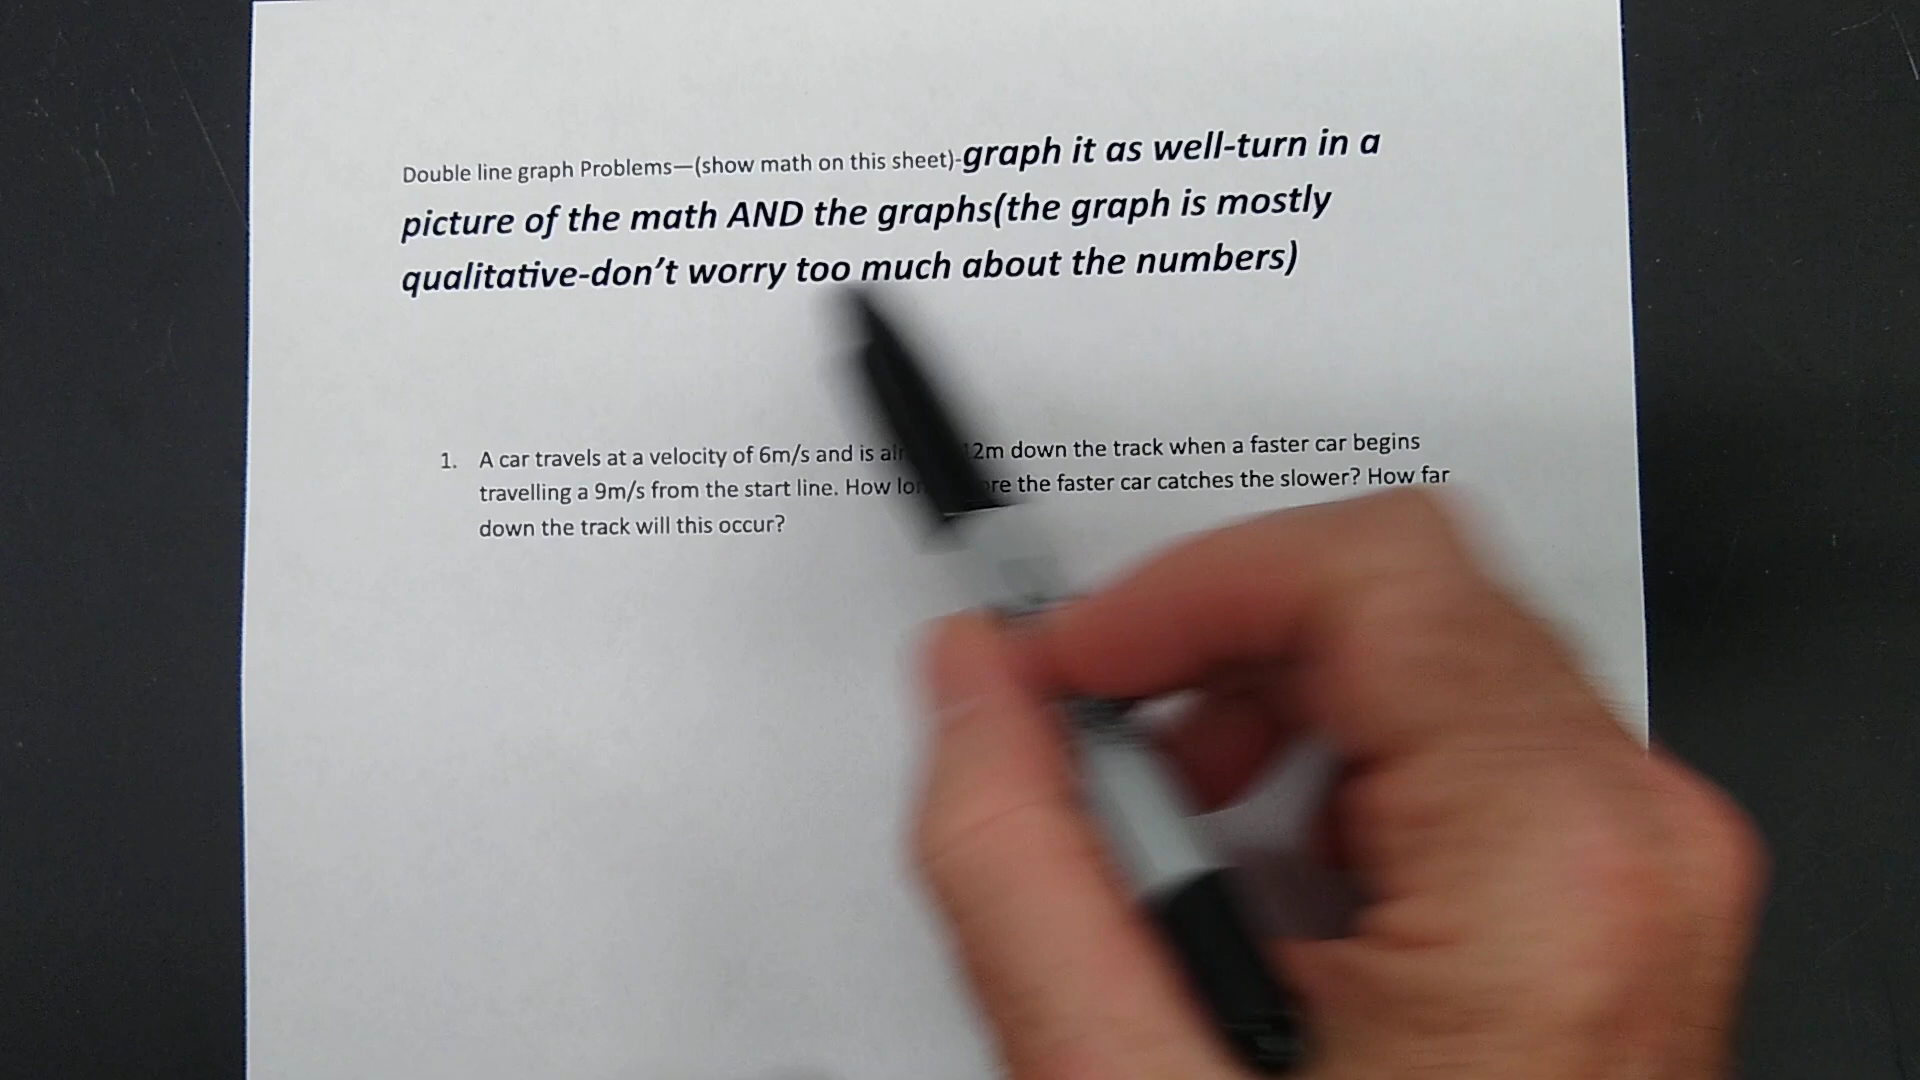 Double line graph Problems—(show math on this sheet)-graph it as well-turn in a
picture of the math AND the graphs(the graph is mostly
qualitative-don't worry too much about the numbers)
1. A car travels at a velocity of 6m/s and is 2m down the track when a faster car begins
travelling a 9m/s from the start line. How the faster car catches the slower? How far
down the track will this occur?